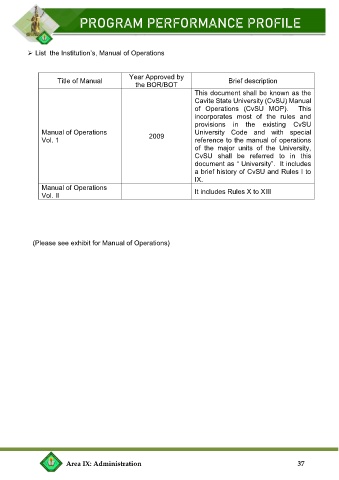 PROGRAM PERFORMANCE PROFILE
➢ List the Institution's, Manual of Operations
Title of Manual
Year Approved by
the BOR/BOT
Brief description
Manual of Operations
Vol. 1
2009
This document shall be known as the
Cavite State University (CvSU) Manual
of Operations (CvSU MOP). This
incorporates most of the rules and
provisions in the existing CvSU
University Code and with special
reference to the manual of operations
of the major units of the University,
CvSU shall be referred to in this
document as " University". It includes
a brief history of CvSU and Rules I to
IX.
Manual of Operations
Vol. II
It includes Rules X to XIII
(Please see exhibit for Manual of Operations)
Area IX: Administration 37